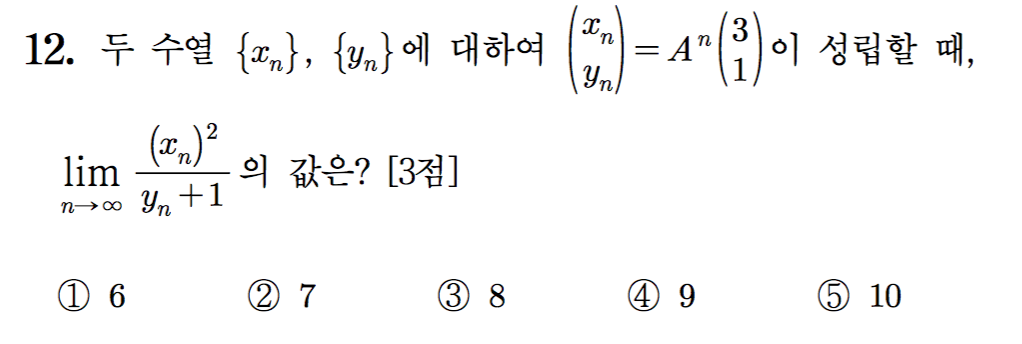 12. 두 수열 {xₙ}, {yₙ}에 대하여 (xₙ yₙ) = Aⁿ(3 1)이 성립할 때,
lim n→∞ (xₙ)²/(yₙ+1) 의 값은? [3점]
① 6 ② 7 ③ 8 ④ 9 ⑤ 10